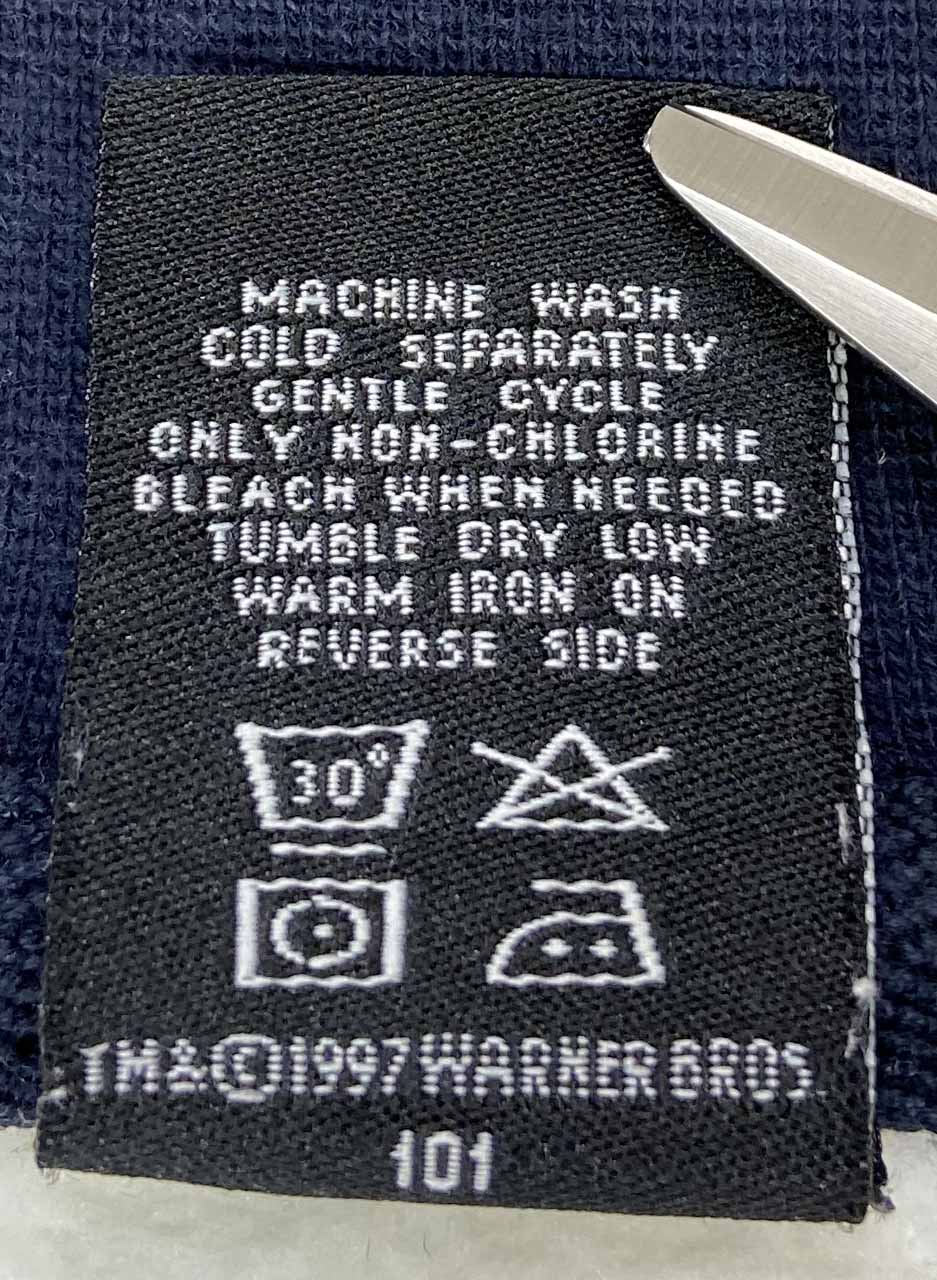 MACHINE WASH
COLD SEPARATELY
GENTLE CYCLE
ONLY NON-CHLORINE
BLEACH WHEN NEEDED
TUMBLE DRY LOW
WARM IRON ON
REVERSE SIDE
30°
TM&©1997 WARNER BROS.
101